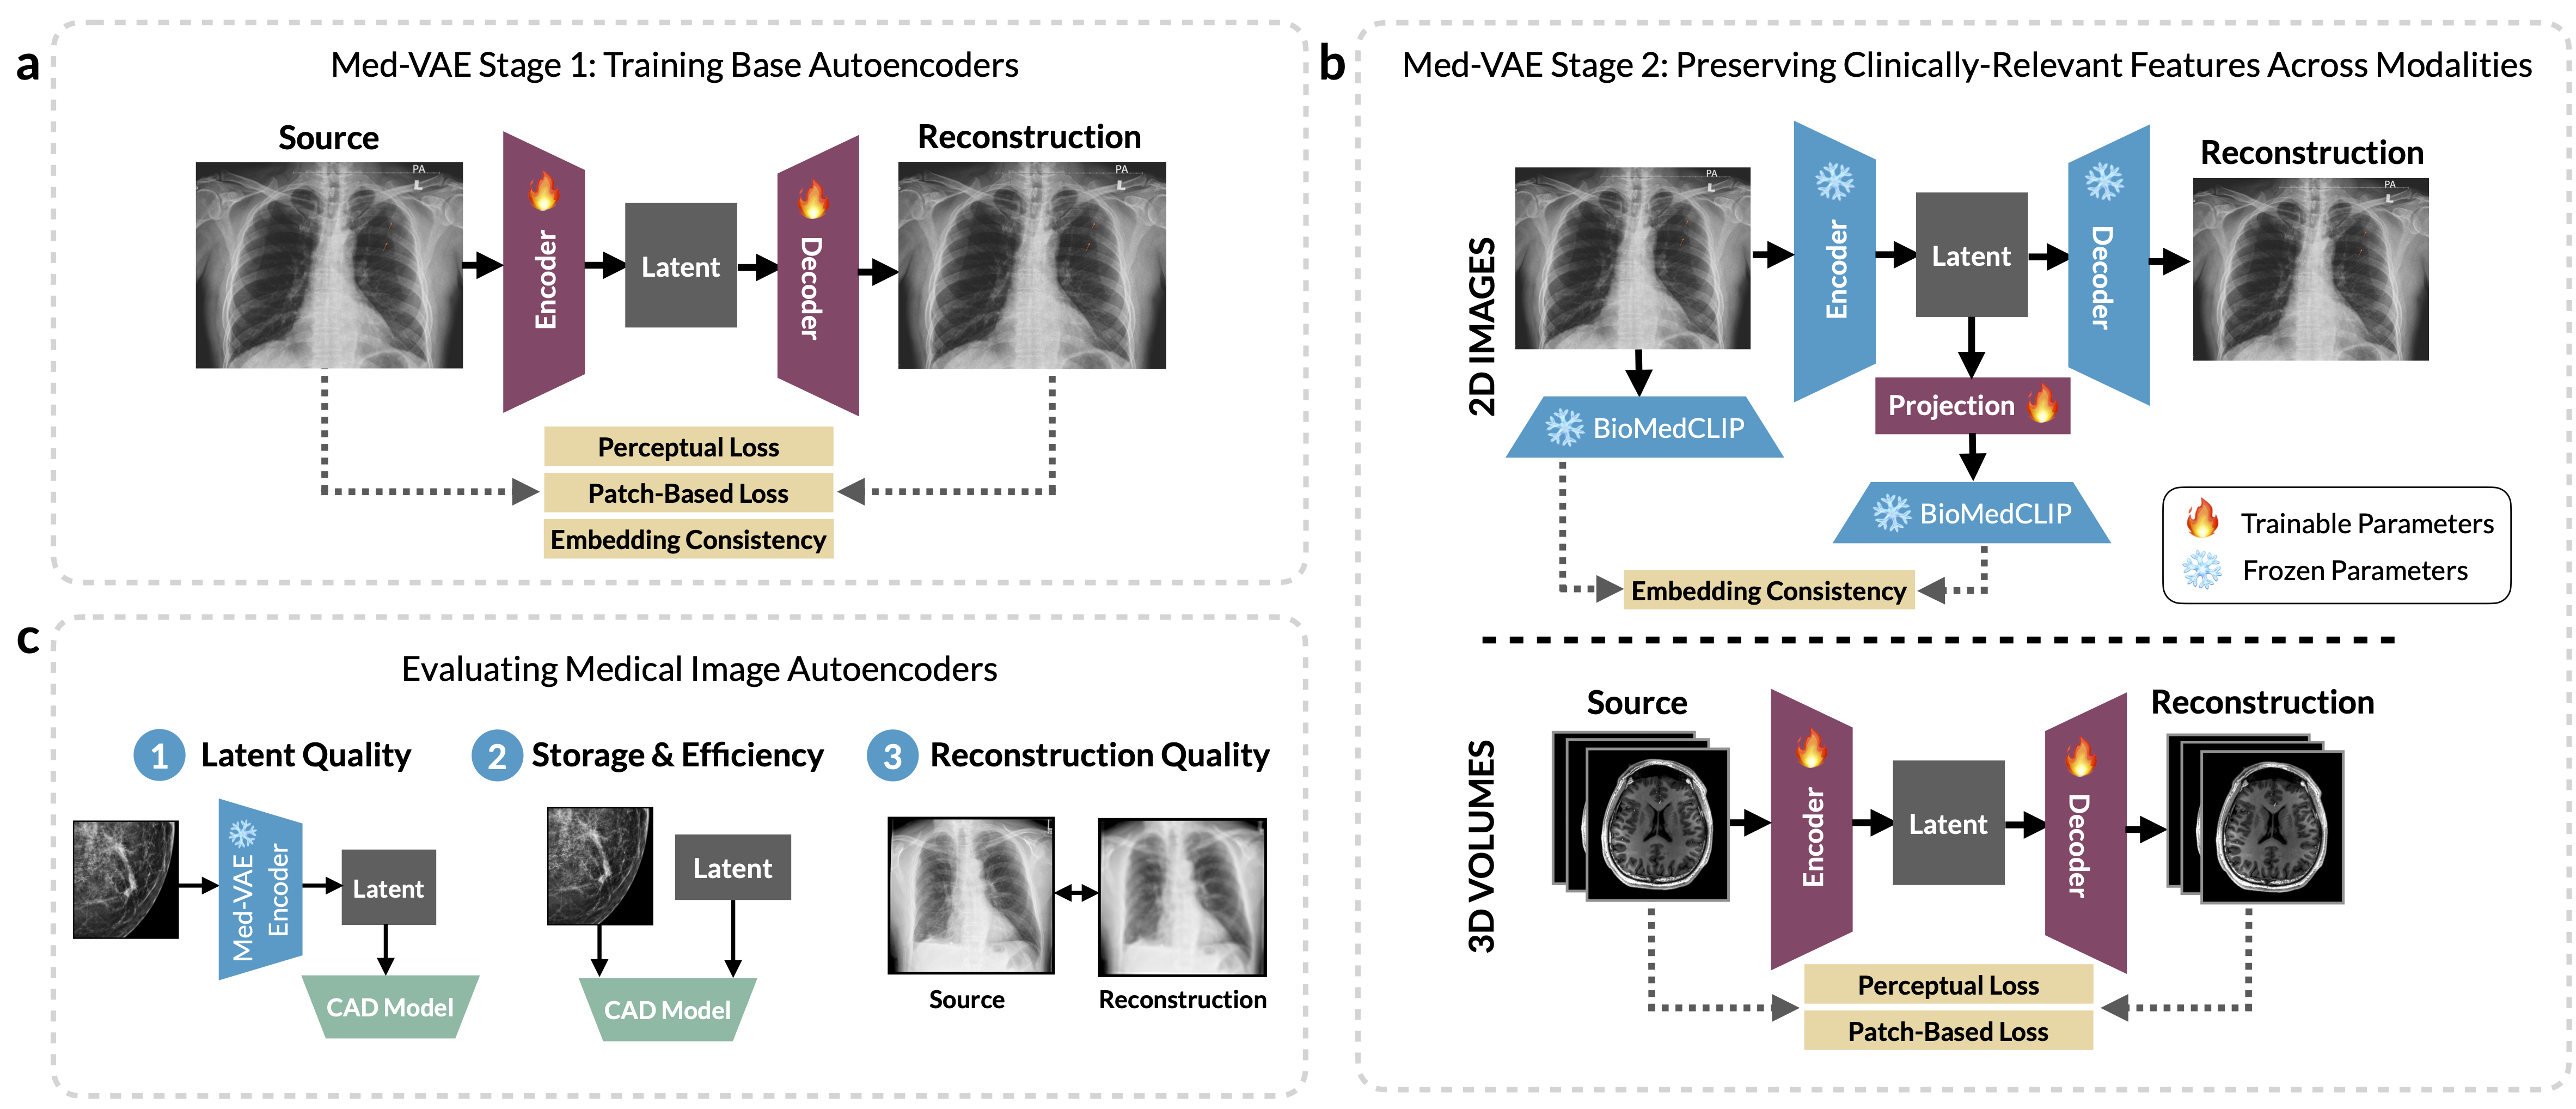 a
Med-VAE Stage 1: Training Base Autoencoders
Source
Reconstruction
PA
L
PA
L
Encoder
Latent
Decoder
Perceptual Loss
Patch-Based Loss
Embedding Consistency
b
Med-VAE Stage 2: Preserving Clinically-Relevant Features Across Modalities
2D IMAGES
PA
L
Encoder
Latent
Decoder
Reconstruction
PA
L
Projection
BioMedCLIP
BioMedCLIP
Embedding Consistency
Trainable Parameters
Frozen Parameters
3D VOLUMES
Source
Reconstruction
Encoder
Latent
Decoder
Perceptual Loss
Patch-Based Loss
c
Evaluating Medical Image Autoencoders
1 Latent Quality
Med-VAE
Encoder
Latent
CAD Model
2 Storage & Efficiency
Latent
CAD Model
3 Reconstruction Quality
L
Source
Reconstruction